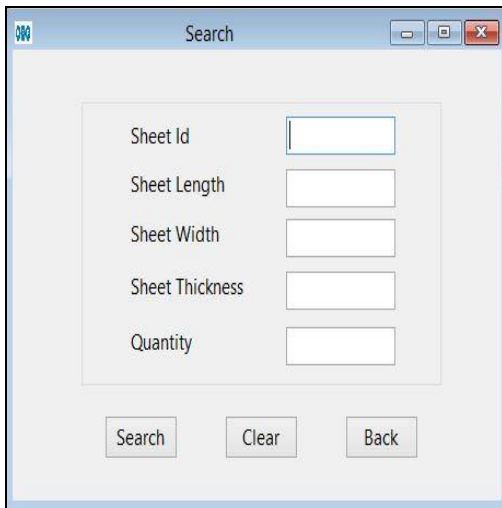 Search
Sheet Id
Sheet Length
Sheet Width
Sheet Thickness
Quantity
Search Clear Back